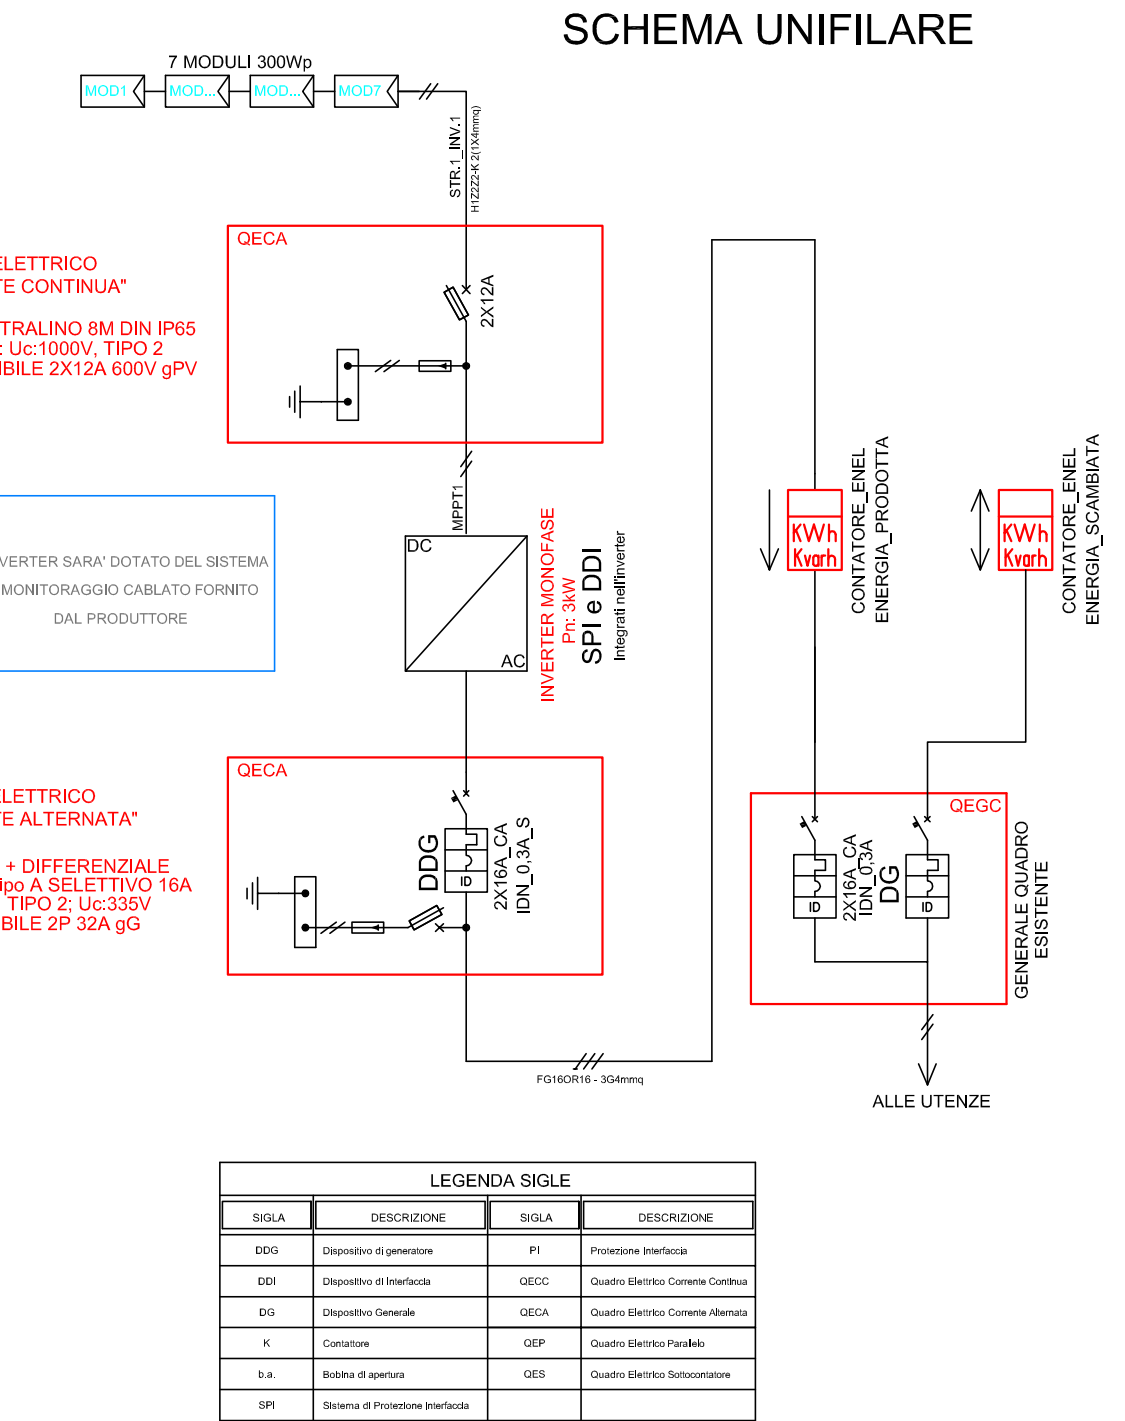 SCHEMA UNIFILARE
7 MODULI 300Wp
MOD1
MOD...
MOD...
MOD7
STR.1_INV.1
H1Z2Z2-K 2(1X4mmq)
QECA
2X12A
ELETTRICO
TE CONTINUA"
TRALINO 8M DIN IP65
: Uc:1000V, TIPO 2
IBILE 2X12A 600V gPV
MPPT1
DC
AC
INVERTER MONOFASE
Pn: 3kW
SPI e DDI
Integrati nell'inverter
VERTER SARA' DOTATO DEL SISTEMA
MONITORAGGIO CABLATO FORNITO
DAL PRODUTTORE
KWh
Kvarh
CONTATORE_ENEL
ENERGIA_PRODOTTA
KWh
Kvarh
CONTATORE_ENEL
ENERGIA_SCAMBIATA
QECA
DDG
ID
2X16A_CA
IDN_0,3A_S
LETTRICO
TE ALTERNATA"
+ DIFFERENZIALE
ipo A SELETTIVO 16A
TIPO 2; Uc:335V
BILE 2P 32A gG
QEGC
ID
2X16A_CA
IDN_0,3A
DG
ID
GENERALE QUADRO
ESISTENTE
FG16OR16 - 3G4mmq
ALLE UTENZE
LEGENDA SIGLE
SIGLA DESCRIZIONE SIGLA DESCRIZIONE
DDG Dispositivo di generatore PI Protezione Interfaccia
DDI Dispositivo di Interfaccia QECC Quadro Elettrico Corrente Continua
DG Dispositivo Generale QECA Quadro Elettrico Corrente Alternata
K Contattore QEP Quadro Elettrico Parallelo
b.a. Bobina di apertura QES Quadro Elettrico Sottocontatore
SPI Sistema di Protezione Interfaccia